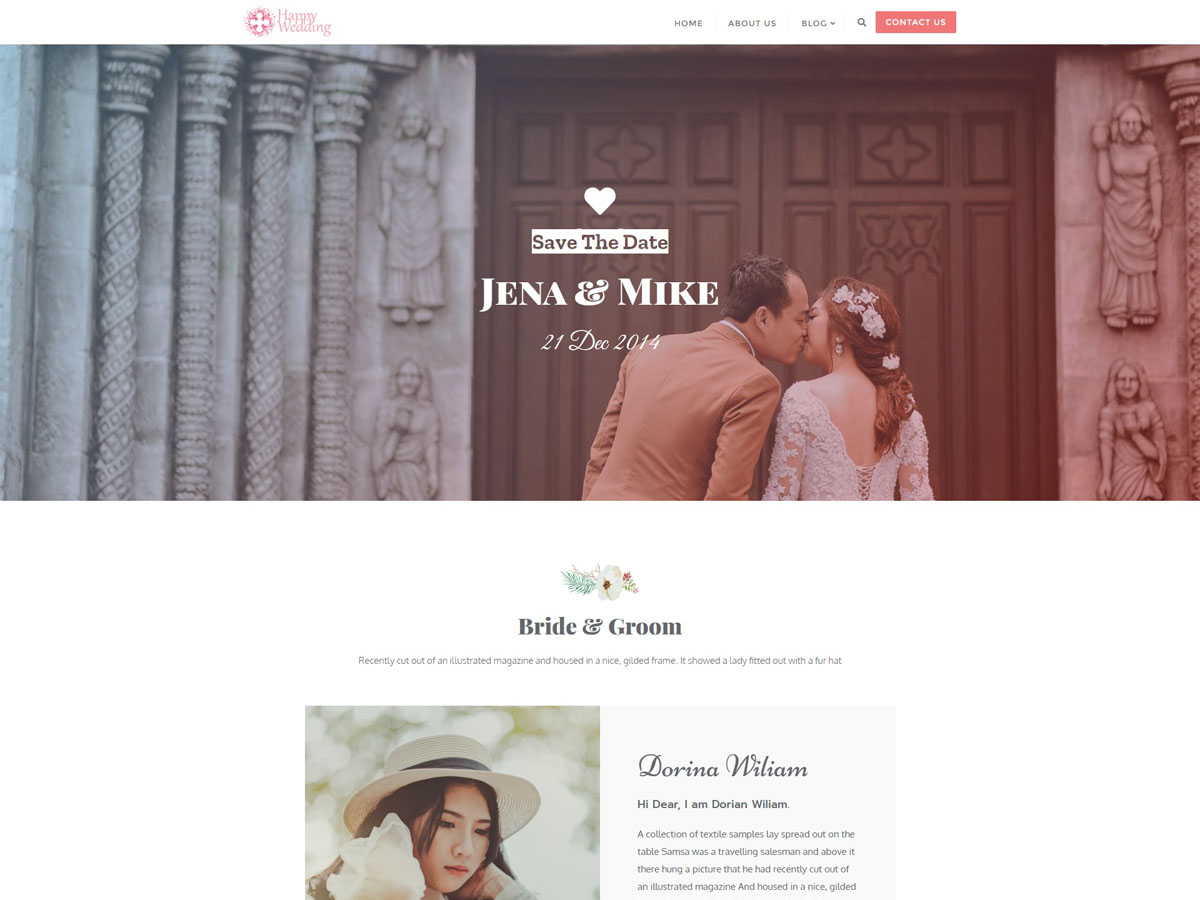 Happy
Wedding
HOME
ABOUT US
BLOG
CONTACT US
Save The Date
Jena & Mike
21 Dec 2014
Bride & Groom
Recently cut out of an illustrated magazine and housed in a nice, gilded frame. It showed a lady fitted out with a fur hat
Dorina Wiliam
Hi Dear, I am Dorian Wiliam.
A collection of textile samples lay spread out on the
table Samsa was a travelling salesman and above it
there hung a picture that he had recently cut out of
an illustrated magazine And housed in a nice, gilded